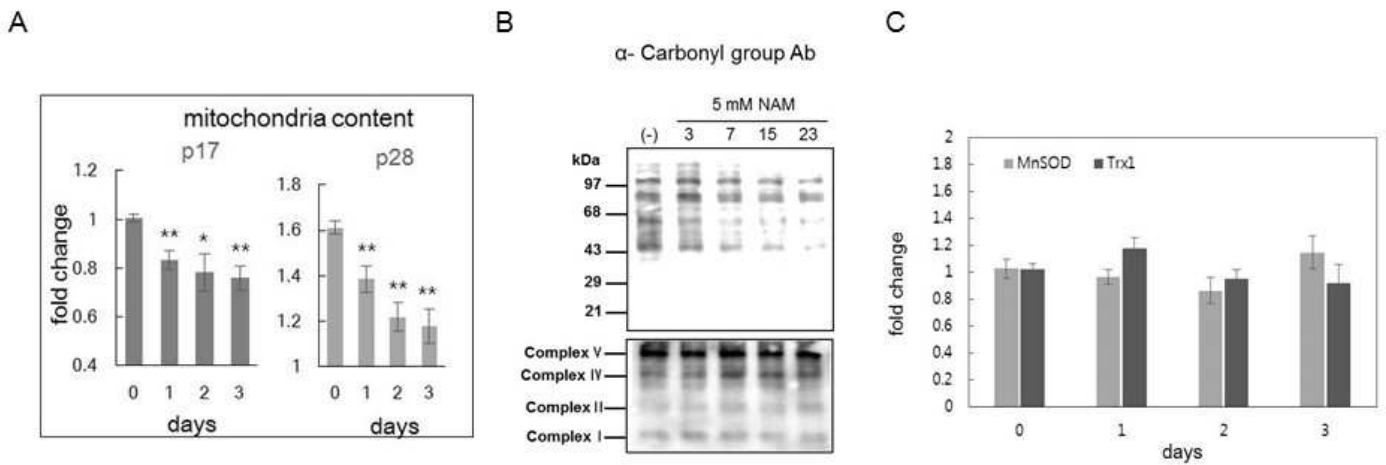 A
mitochondria content
p17
p28
fold change
1.2
1
0.8
0.6
0.4
**
*
**
0 1 2 3
days
1.8
1.6
1.4
1.2
1
**
**
**
0 1 2 3
days
B
α- Carbonyl group Ab
5 mM NAM
(-) 3 7 15 23
kDa
97
68
43
29
21
Complex V
Complex IV
Complex II
Complex I
C
MnSOD Trx1
fold change
2
1.8
1.6
1.4
1.2
1
0.8
0.6
0.4
0.2
0
0 1 2 3
days